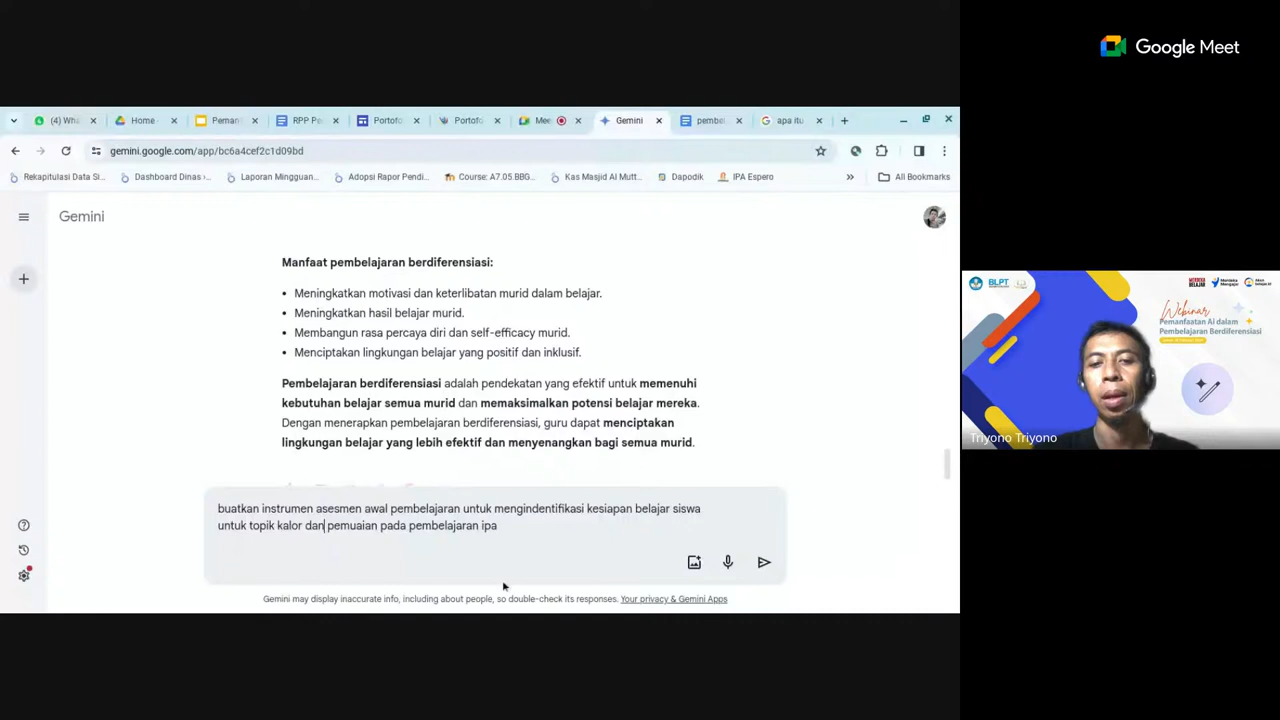 Google Meet
(4) Wha
Home -
Peman
RPP Pe
Portofo
Portofo
Mee
Gemini
pembel
apa itu
gemini.google.com/app/bc6a4cef2c1d09bd
Rekapitulasi Data Si...
Dashboard Dinas ›...
Laporan Mingguan...
Adopsi Rapor Pendi...
Course: A7.05.BBG...
Kas Masjid Al Mutt...
Dapodik
IPA Espero
All Bookmarks
Gemini
Manfaat pembelajaran berdiferensiasi:
• Meningkatkan motivasi dan keterlibatan murid dalam belajar.
• Meningkatkan hasil belajar murid.
• Membangun rasa percaya diri dan self-efficacy murid.
• Menciptakan lingkungan belajar yang positif dan inklusif.
Pembelajaran berdiferensiasi adalah pendekatan yang efektif untuk memenuhi
kebutuhan belajar semua murid dan memaksimalkan potensi belajar mereka.
Dengan menerapkan pembelajaran berdiferensiasi, guru dapat menciptakan
lingkungan belajar yang lebih efektif dan menyenangkan bagi semua murid.
buatkan instrumen asesmen awal pembelajaran untuk mengindentifikasi kesiapan belajar siswa
untuk topik kalor dan pemuaian pada pembelajaran ipa
Gemini may display inaccurate info, including about people, so double-check its responses. Your privacy & Gemini Apps
BLPT
Webinar
Pemanfaatan Ai dalam
Pembelajaran Berdiferensiasi
Triyono Triyono